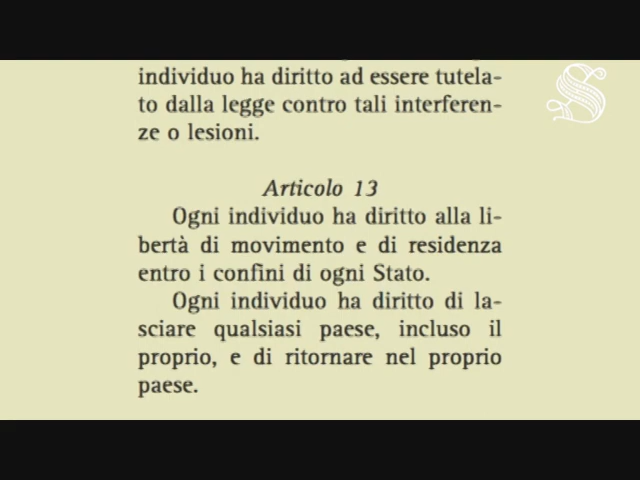 individuo ha diritto ad essere tutela-
to dalla legge contro tali interferen-
ze o lesioni.
Articolo 13
Ogni individuo ha diritto alla li-
bertà di movimento e di residenza
entro i confini di ogni Stato.
Ogni individuo ha diritto di la-
sciare qualsiasi paese, incluso il
proprio, e di ritornare nel proprio
paese.